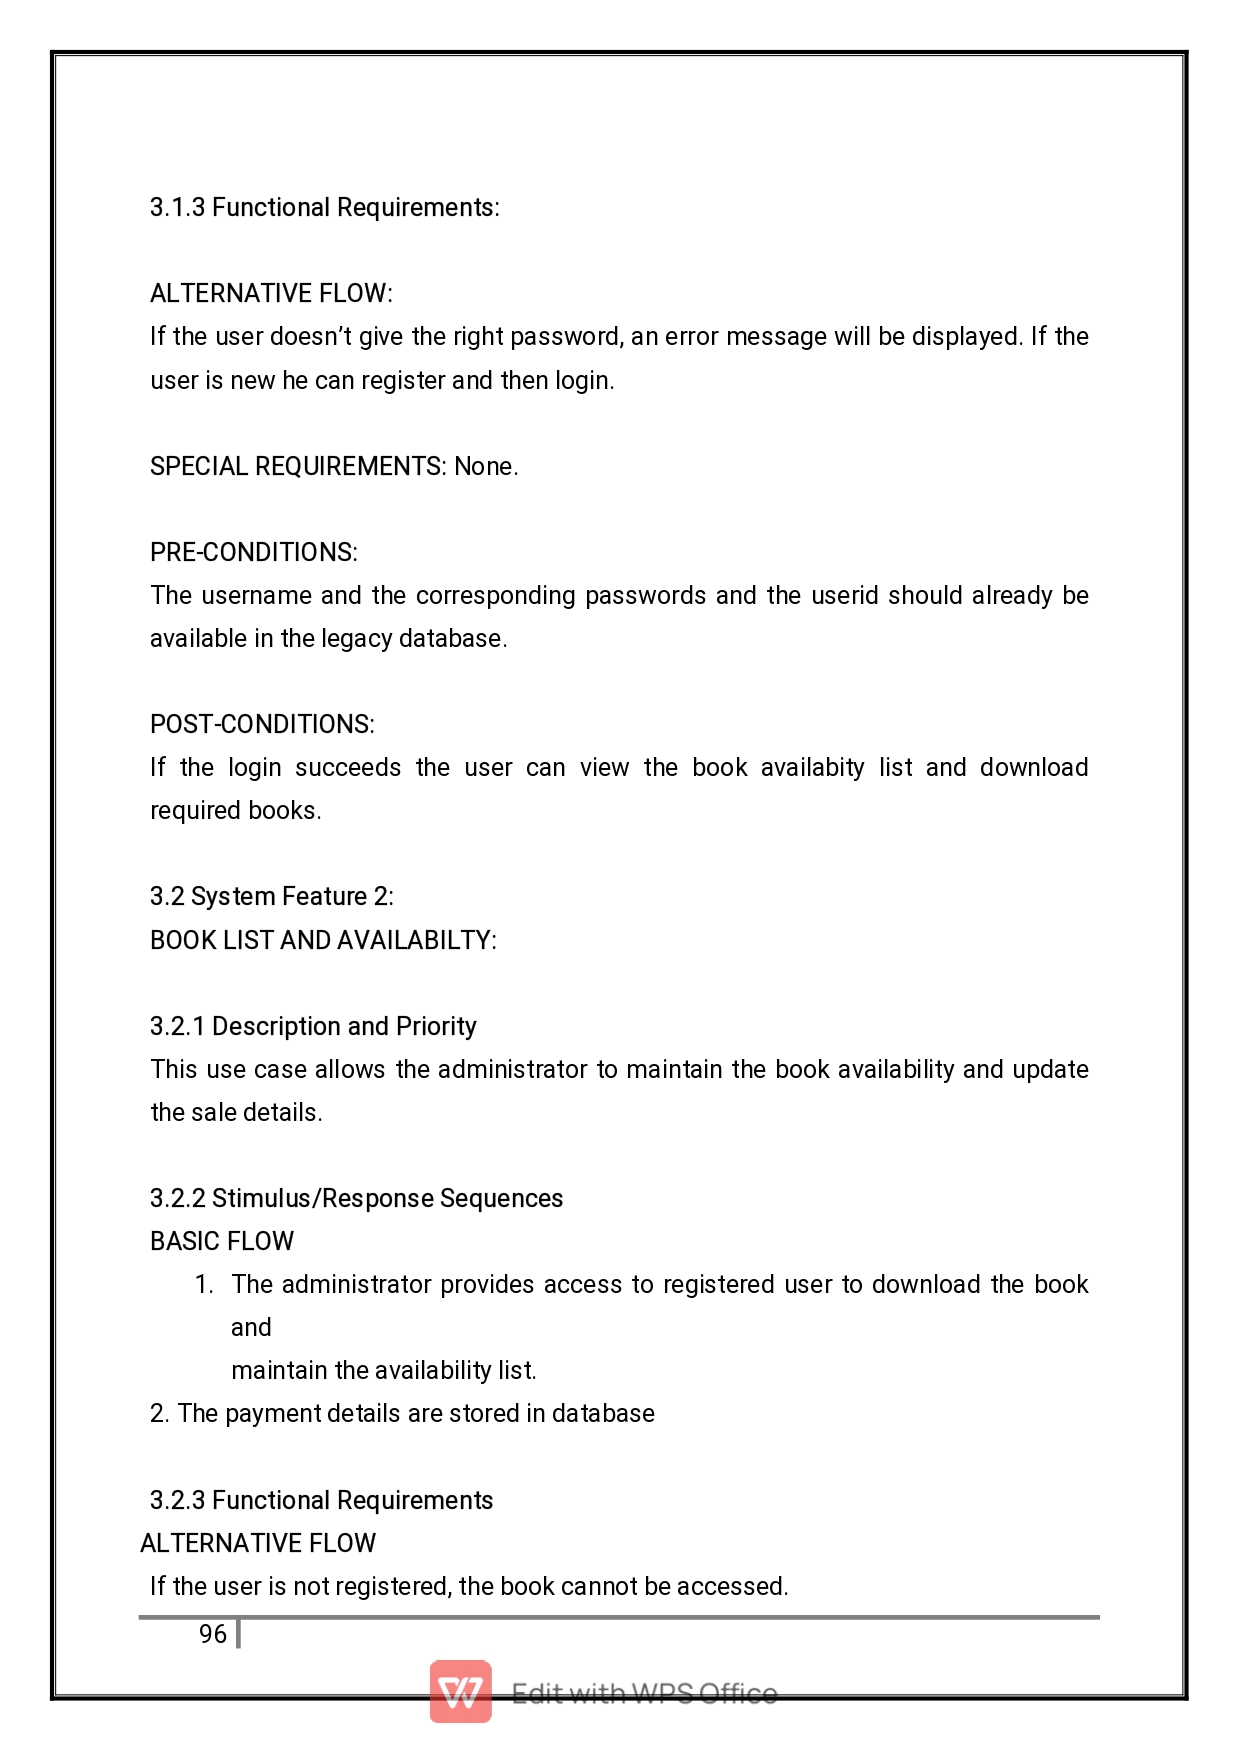 3.1.3 Functional Requirements:
ALTERNATIVE FLOW:
If the user doesn’t give the right password, an error message will be displayed. If the
user is new he can register and then login.
SPECIAL REQUIREMENTS: None.
PRE-CONDITIONS:
The username and the corresponding passwords and the userid should already be
available in the legacy database.
POST-CONDITIONS:
If the login succeeds the user can view the book availabity list and download
required books.
3.2 System Feature 2:
BOOK LIST AND AVAILABILTY:
3.2.1 Description and Priority
This use case allows the administrator to maintain the book availability and update
the sale details.
3.2.2 Stimulus/Response Sequences
BASIC FLOW
1. The administrator provides access to registered user to download the book
and
maintain the availability list.
2. The payment details are stored in database
3.2.3 Functional Requirements
ALTERNATIVE FLOW
If the user is not registered, the book cannot be accessed.
96
Edit with WPS Office